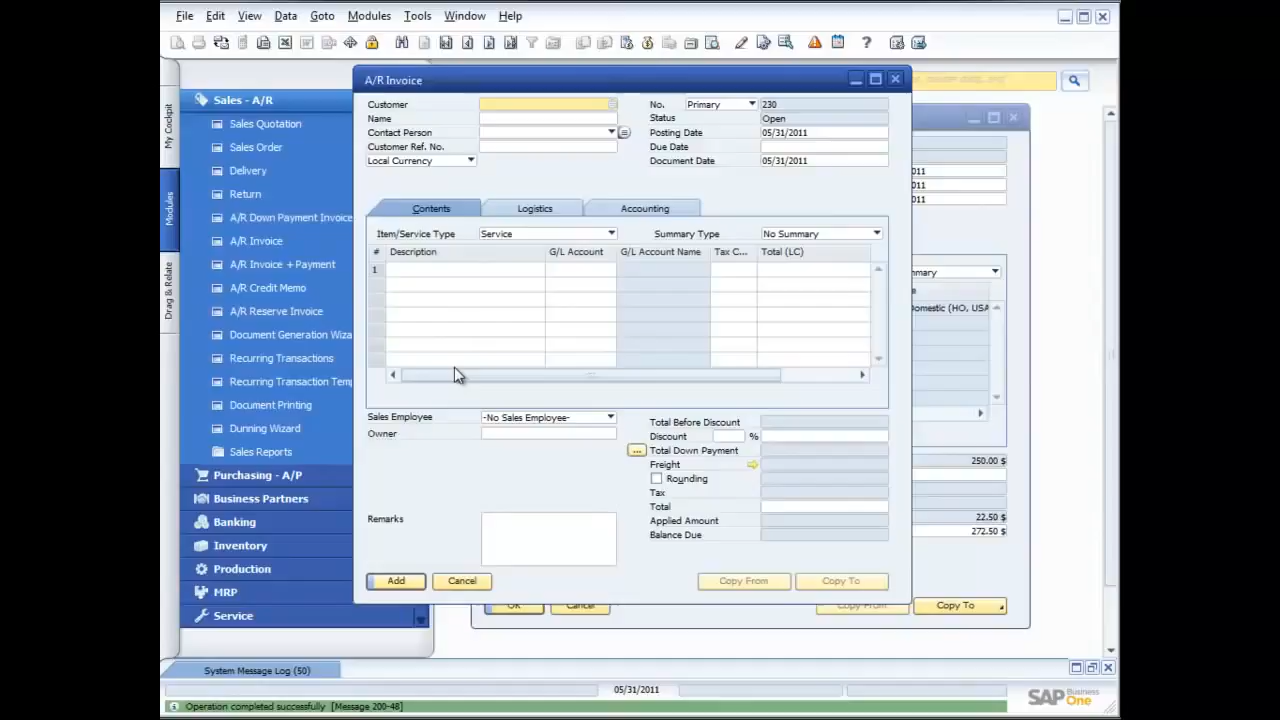 File Edit View Data Goto Modules Tools Window Help
My Cockpit
Modules
Drag & Relate
Sales - A/R
Sales Quotation
Sales Order
Delivery
Return
A/R Down Payment Invoice
A/R Invoice
A/R Invoice + Payment
A/R Credit Memo
A/R Reserve Invoice
Document Generation Wiza
Recurring Transactions
Recurring Transaction Temp
Document Printing
Dunning Wizard
Sales Reports
Purchasing - A/P
Business Partners
Banking
Inventory
Production
MRP
Service
A/R Invoice
Customer
Name
Contact Person
Customer Ref. No.
Local Currency
No. Primary 230
Status Open
Posting Date 05/31/2011
Due Date
Document Date 05/31/2011
Contents Logistics Accounting
Item/Service Type Service Summary Type No Summary
# Description G/L Account G/L Account Name Tax C... Total (LC)
1
Sales Employee -No Sales Employee-
Owner
Remarks
Total Before Discount
Discount %
... Total Down Payment
Freight
Rounding
Tax
Total
Applied Amount
Balance Due
Add Cancel Copy From Copy To
2011
2011
2011
mary
Domestic (HO, USA
250.00 $
22.50 $
272.50 $
OK Cancel Copy From Copy To
System Message Log (50)
05/31/2011
Operation completed successfully [Message 200-48]
SAP Business One